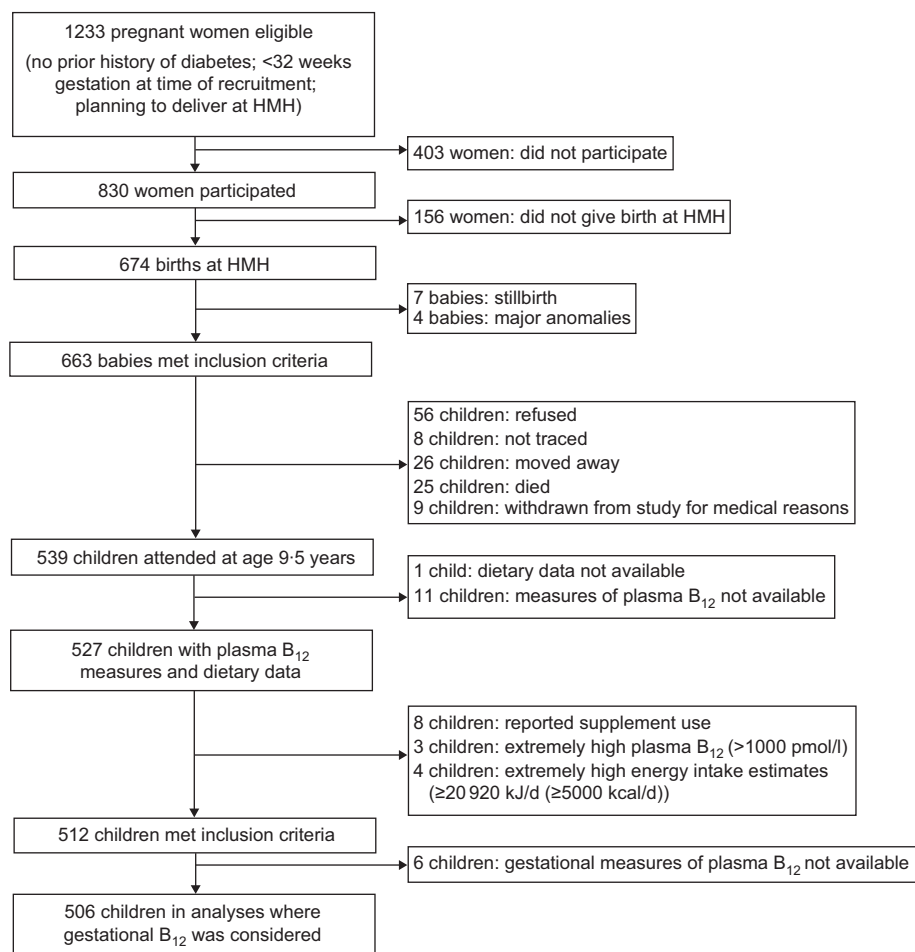 1233 pregnant women eligible
(no prior history of diabetes; <32 weeks
gestation at time of recruitment;
planning to deliver at HMH)
403 women: did not participate
830 women participated
156 women: did not give birth at HMH
674 births at HMH
7 babies: stillbirth
4 babies: major anomalies
663 babies met inclusion criteria
56 children: refused
8 children: not traced
26 children: moved away
25 children: died
9 children: withdrawn from study for medical reasons
539 children attended at age 9·5 years
1 child: dietary data not available
11 children: measures of plasma B₁₂ not available
527 children with plasma B₁₂
measures and dietary data
8 children: reported supplement use
3 children: extremely high plasma B₁₂ (>1000 pmol/l)
4 children: extremely high energy intake estimates
(≥20 920 kJ/d (≥5000 kcal/d))
512 children met inclusion criteria
6 children: gestational measures of plasma B₁₂ not available
506 children in analyses where
gestational B₁₂ was considered